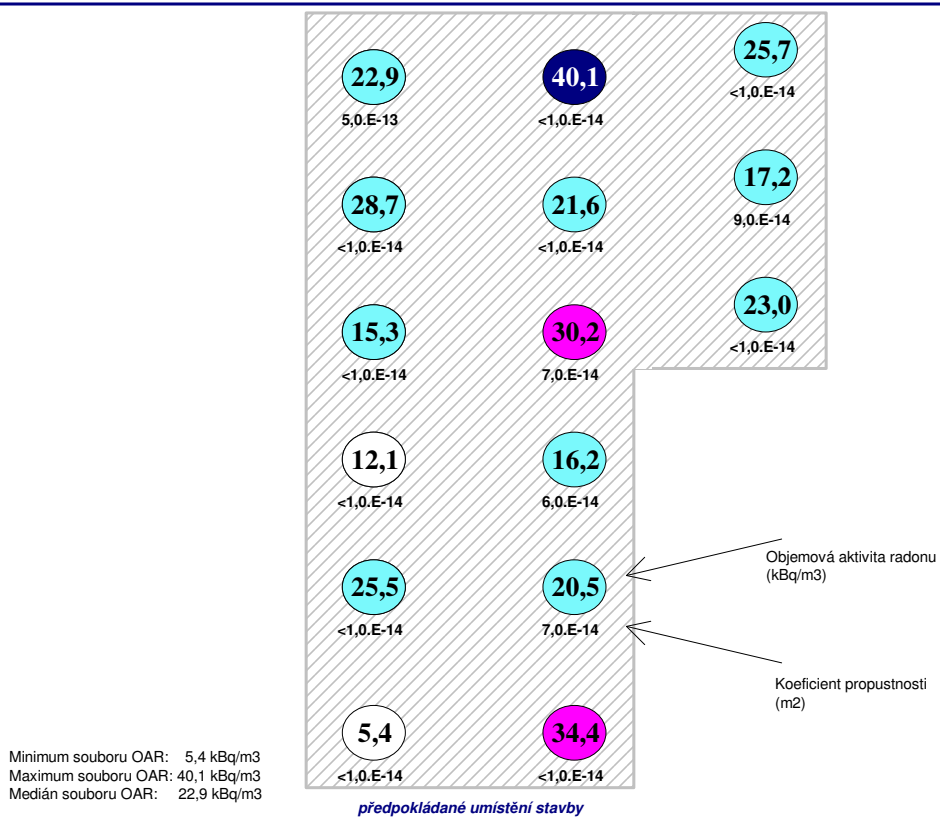 22,9
5,0.E-13
40,1
<1,0.E-14
25,7
<1,0.E-14
28,7
<1,0.E-14
21,6
<1,0.E-14
17,2
9,0.E-14
15,3
<1,0.E-14
30,2
7,0.E-14
23,0
<1,0.E-14
12,1
<1,0.E-14
16,2
6,0.E-14
25,5
<1,0.E-14
20,5
7,0.E-14
Objemová aktivita radonu
(kBq/m3)
Koeficient propustnosti
(m2)
5,4
<1,0.E-14
34,4
<1,0.E-14
Minimum souboru OAR: 5,4 kBq/m3
Maximum souboru OAR: 40,1 kBq/m3
Medián souboru OAR: 22,9 kBq/m3
předpokládané umístění stavby